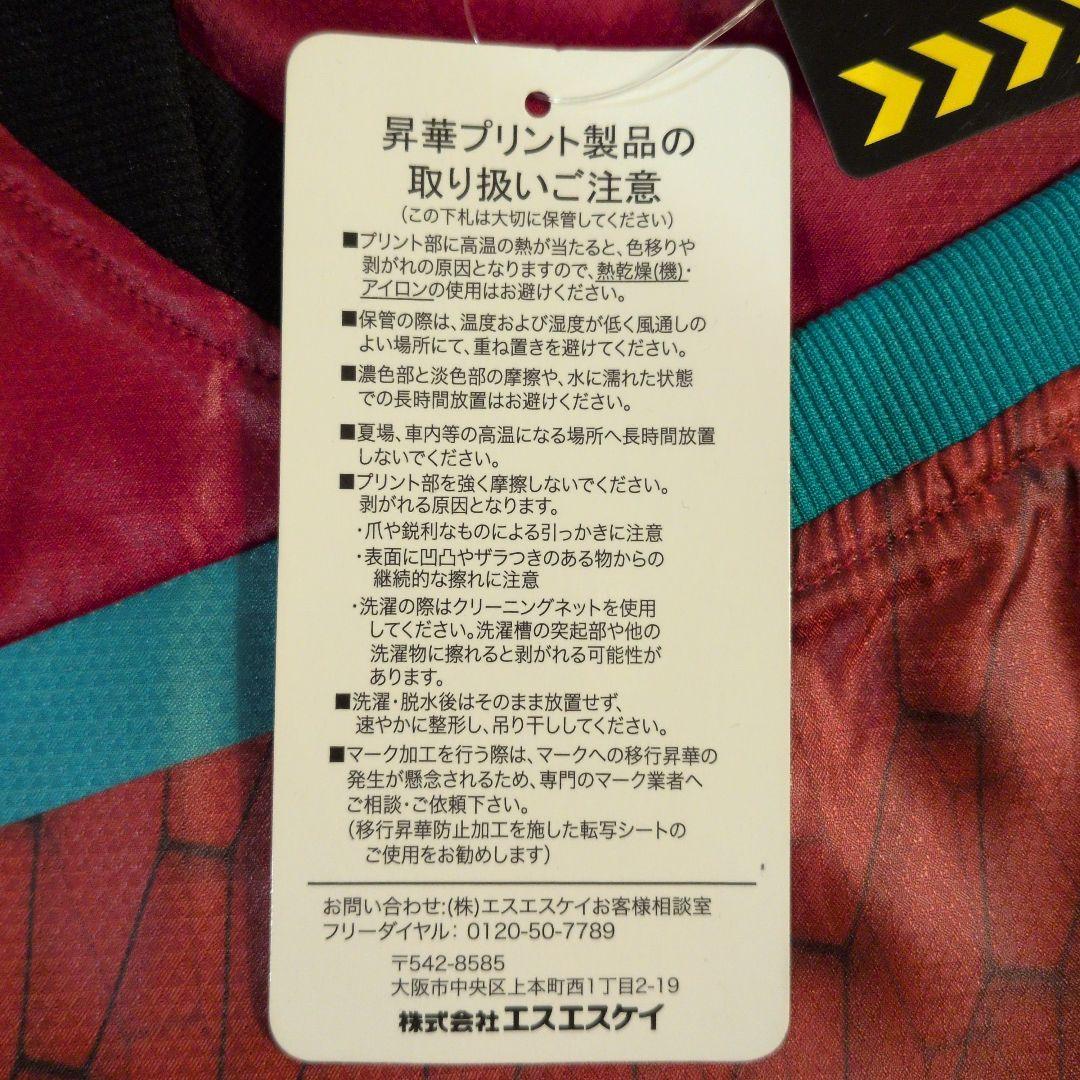 昇華プリント製品の
取り扱いご注意
(この下札は大切に保管してください)
■プリント部に高温の熱が当たると、色移りや
剥がれの原因となりますので、熱乾燥(機)・
アイロンの使用はお避けください。
■保管の際は、温度および湿度が低く風通しの
よい場所にて、重ね置きを避けてください。
■濃色部と淡色部の摩擦や、水に濡れた状態
での長時間放置はお避けください。
■夏場、車内等の高温になる場所へ長時間放置
しないでください。
■プリント部を強く摩擦しないでください。
剥がれる原因となります。
・爪や鋭利なものによる引っかきに注意
・表面に凹凸やザラつきのある物からの
継続的な擦れに注意
・洗濯の際はクリーニングネットを使用
してください。洗濯槽の突起部や他の
洗濯物に擦れると剥がれる可能性が
あります。
■洗濯・脱水後はそのまま放置せず、
速やかに整形し、吊り干ししてください。
■マーク加工を行う際は、マークへの移行昇華の
発生が懸念されるため、専門のマーク業者へ
ご相談・ご依頼下さい。
(移行昇華防止加工を施した転写シートの
ご使用をお勧めします)
お問い合わせ:(株)エスエスケイお客様相談室
フリーダイヤル: 0120-50-7789
〒542-8585
大阪市中央区上本町西1丁目2-19
株式会社エスエスケイ